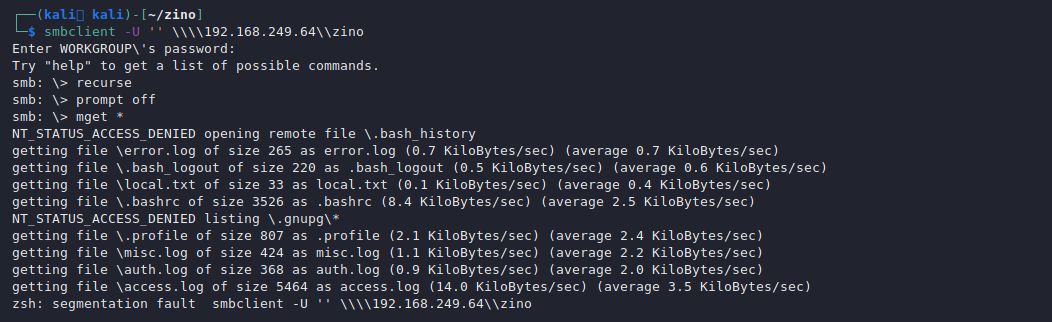 ┌──(kali㉿ kali)-[~/zino]
└─$ smbclient -U '' \\\\192.168.249.64\\zino
Enter WORKGROUP\'s password:
Try "help" to get a list of possible commands.
smb: \> recurse
smb: \> prompt off
smb: \> mget *
NT_STATUS_ACCESS_DENIED opening remote file \.bash_history
getting file \error.log of size 265 as error.log (0.7 KiloBytes/sec) (average 0.7 KiloBytes/sec)
getting file \.bash_logout of size 220 as .bash_logout (0.5 KiloBytes/sec) (average 0.6 KiloBytes/sec)
getting file \local.txt of size 33 as local.txt (0.1 KiloBytes/sec) (average 0.4 KiloBytes/sec)
getting file \.bashrc of size 3526 as .bashrc (8.4 KiloBytes/sec) (average 2.5 KiloBytes/sec)
NT_STATUS_ACCESS_DENIED listing \.gnupg\*
getting file \.profile of size 807 as .profile (2.1 KiloBytes/sec) (average 2.4 KiloBytes/sec)
getting file \misc.log of size 424 as misc.log (1.1 KiloBytes/sec) (average 2.2 KiloBytes/sec)
getting file \auth.log of size 368 as auth.log (0.9 KiloBytes/sec) (average 2.0 KiloBytes/sec)
getting file \access.log of size 5464 as access.log (14.0 KiloBytes/sec) (average 3.5 KiloBytes/sec)
zsh: segmentation fault  smbclient -U '' \\\\192.168.249.64\\zino